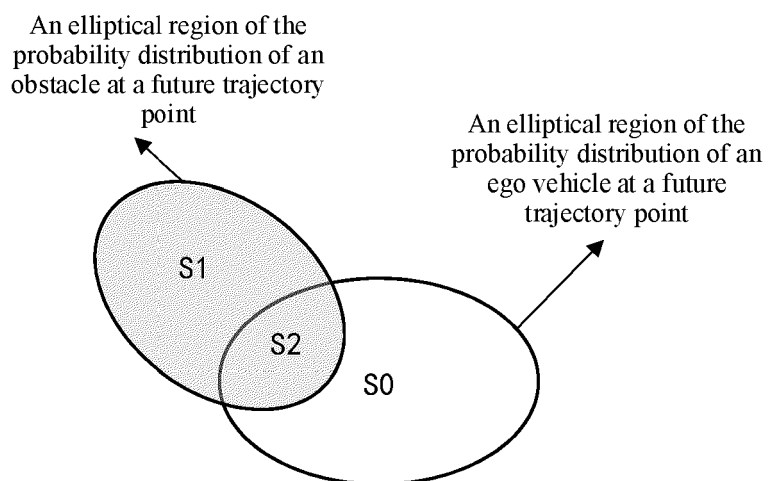 An elliptical region of the
probability distribution of an
obstacle at a future trajectory
point
An elliptical region of the
probability distribution of an
ego vehicle at a future
trajectory point
S1
S2
S0